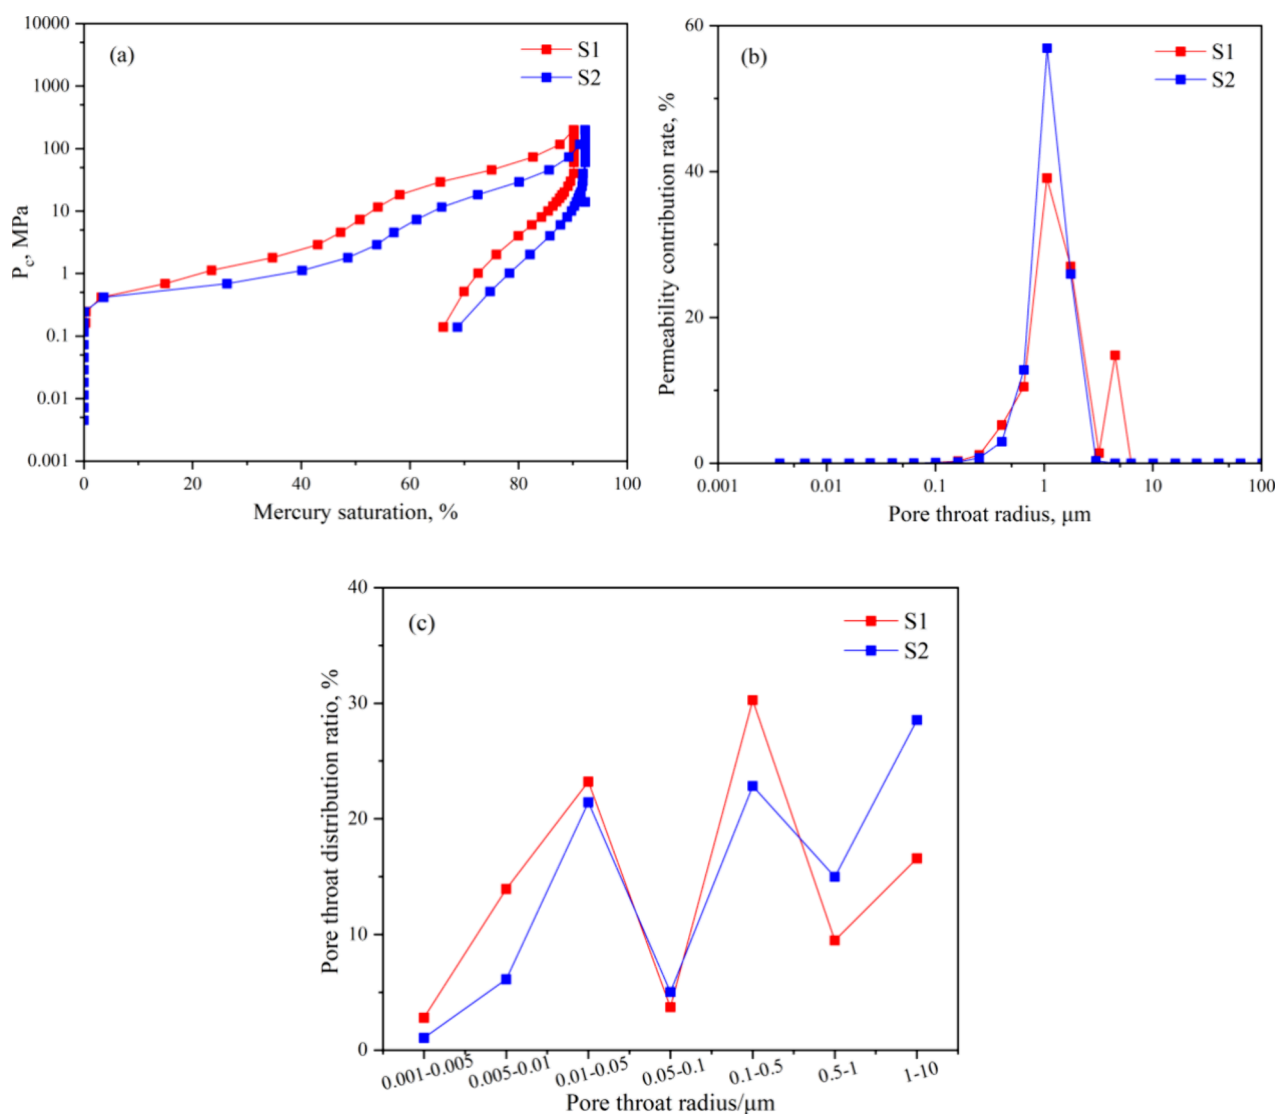 (a)
S1
S2
10000
1000
100
10
1
0.1
0.01
0.001
P_c, MPa
0 20 40 60 80 100
Mercury saturation, %
(b)
S1
S2
60
40
20
0
Permeability contribution rate, %
0.001 0.01 0.1 1 10 100
Pore throat radius, μm
(c)
S1
S2
40
30
20
10
0
Pore throat distribution ratio, %
0.001-0.005 0.005-0.01 0.01-0.05 0.05-0.1 0.1-0.5 0.5-1 1-10
Pore throat radius/μm